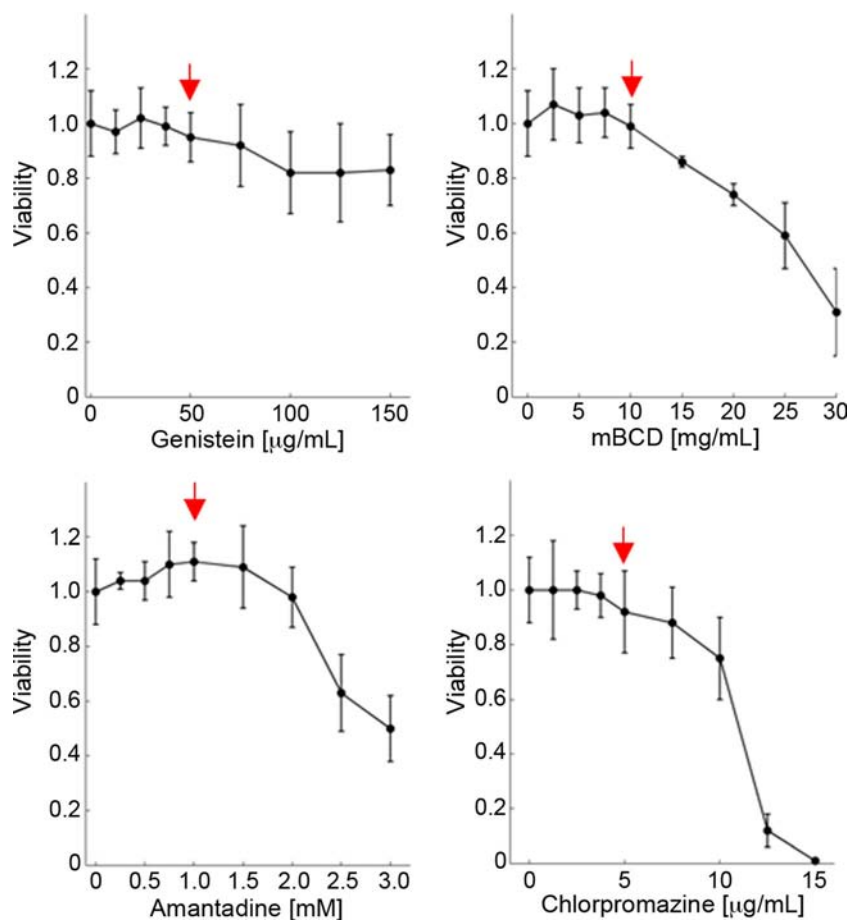 1.2
1.0
0.8
0.6
0.4
0.2
0
Viability
0 50 100 150
Genistein [μg/mL]
1.2
1.0
0.8
0.6
0.4
0.2
0
Viability
0 5 10 15 20 25 30
mBCD [mg/mL]
1.2
1.0
0.8
0.6
0.4
0.2
0
Viability
0 0.5 1.0 1.5 2.0 2.5 3.0
Amantadine [mM]
1.2
1.0
0.8
0.6
0.4
0.2
0
Viability
0 5 10 15
Chlorpromazine [μg/mL]